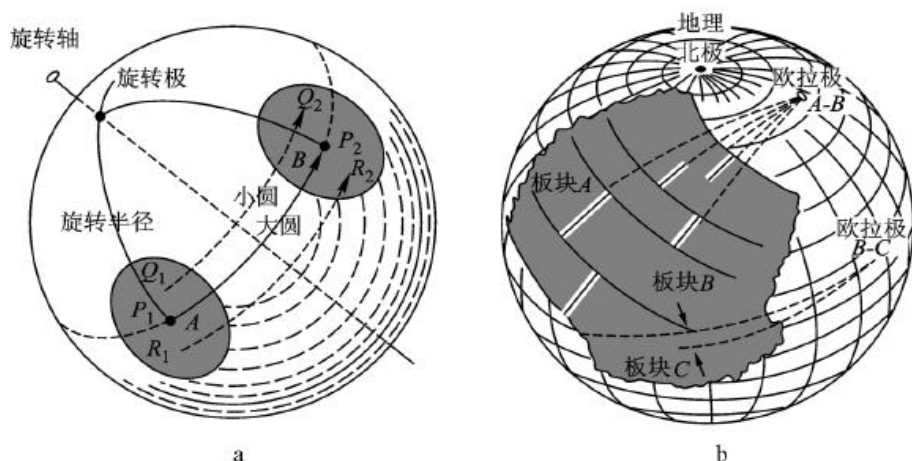 旋转轴
旋转极
Q₂
P₂
B
R₂
小圆
大圆
旋转半径
Q₁
P₁
A
R₁
a
地理
北极
欧拉极
A-B
板块A
欧拉极
B-C
板块B
板块C
b